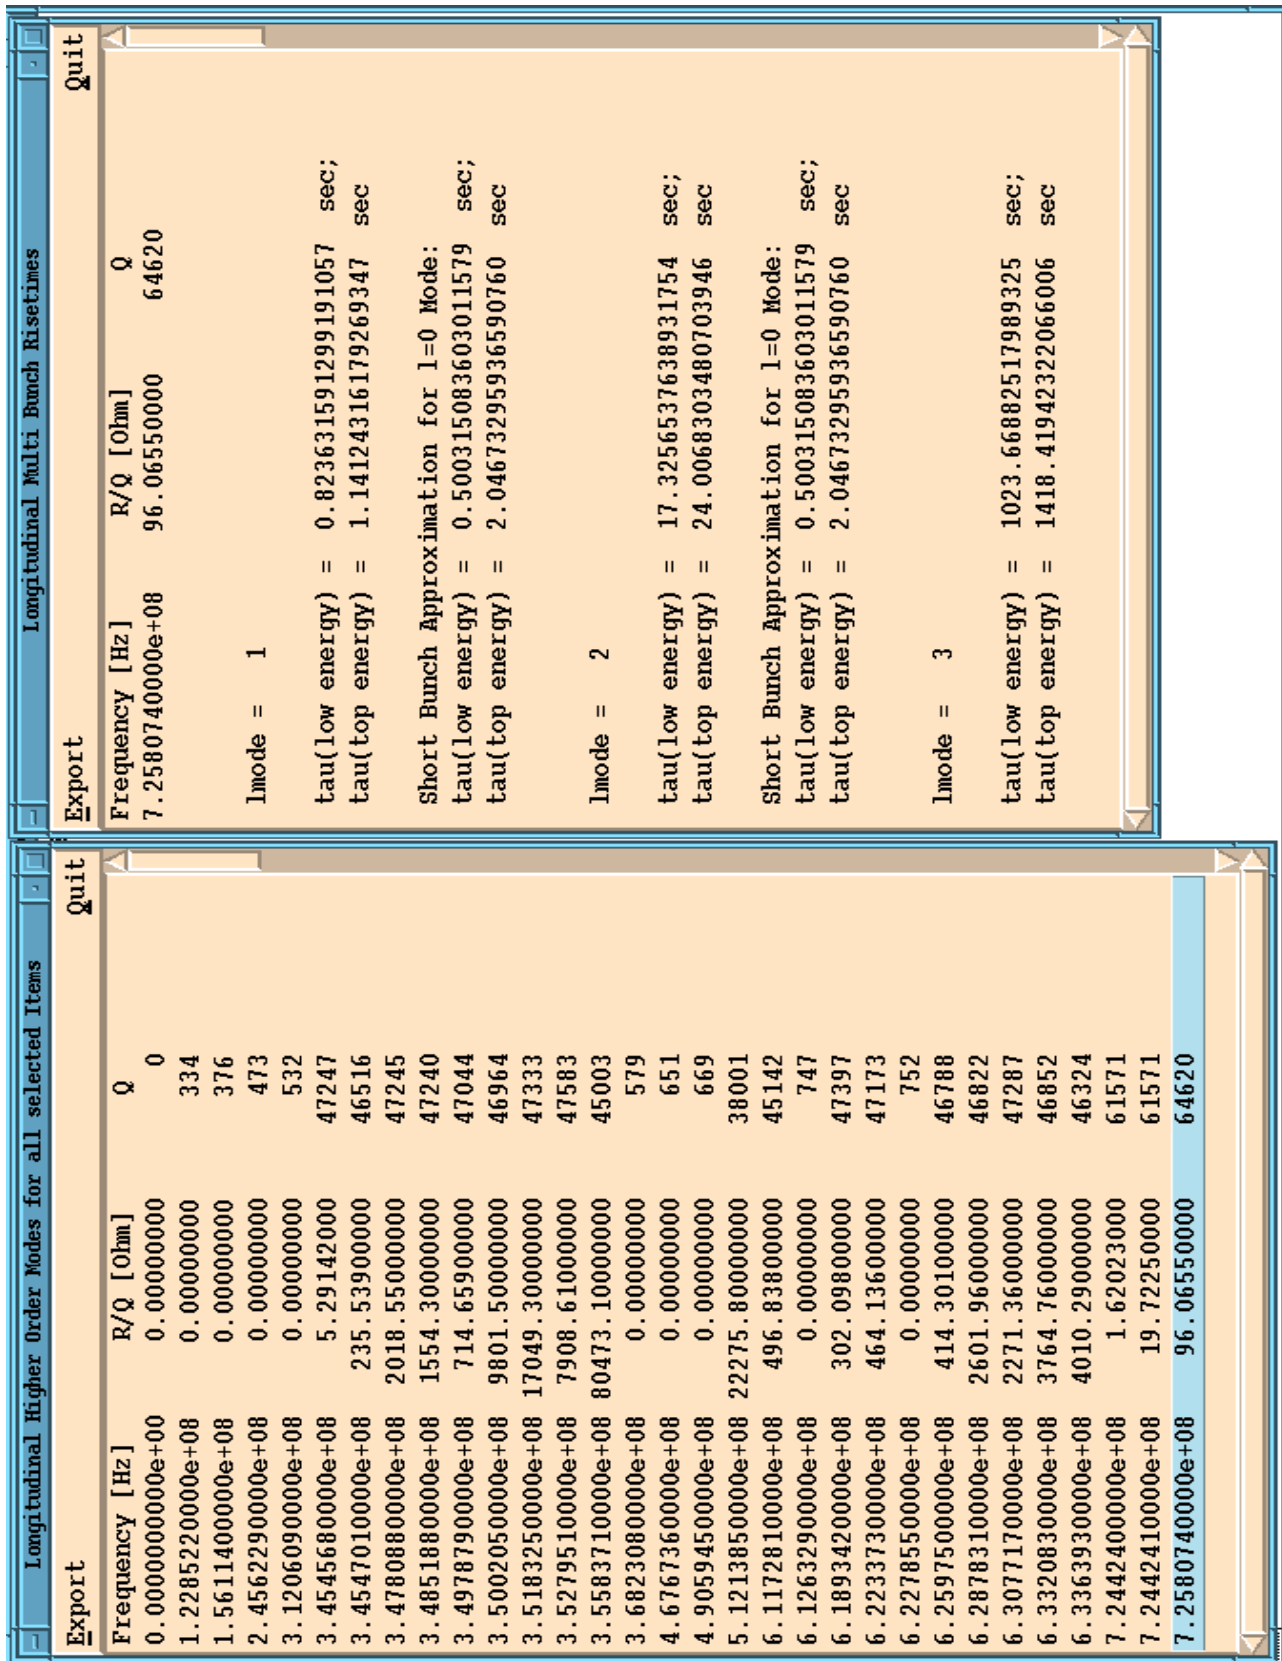 Longitudinal Higher Order Modes for all selected Items
Export Quit
Frequency [Hz] R/Q [Ohm] Q
0.0000000000e+00 0.00000000 0
1.2285220000e+08 0.00000000 334
1.5611400000e+08 0.00000000 376
2.4562290000e+08 0.00000000 473
3.1206090000e+08 0.00000000 532
3.4545680000e+08 5.29142000 47247
3.4547010000e+08 235.53900000 46516
3.4780880000e+08 2018.55000000 47245
3.4851880000e+08 1554.30000000 47240
3.4978790000e+08 714.65900000 47044
3.5002050000e+08 9801.50000000 46964
3.5183250000e+08 17049.30000000 47333
3.5279510000e+08 7908.61000000 47583
3.5583710000e+08 80473.10000000 45003
3.6823080000e+08 0.00000000 579
4.6767360000e+08 0.00000000 651
4.9059450000e+08 0.00000000 669
5.1213850000e+08 22275.80000000 38001
6.1172810000e+08 496.83800000 45142
6.1263290000e+08 0.00000000 747
6.1893420000e+08 302.09800000 47397
6.2233730000e+08 464.13600000 47173
6.2278550000e+08 0.00000000 752
6.2597500000e+08 414.30100000 46788
6.2878310000e+08 2601.96000000 46822
6.3077170000e+08 2271.36000000 47287
6.3320830000e+08 3764.76000000 46852
6.3363930000e+08 4010.29000000 46324
7.2442400000e+08 1.62023000 61571
7.2442410000e+08 19.72250000 61571
7.2580740000e+08 96.06550000 64620
Longitudinal Multi Bunch Risetimes
Export Quit
Frequency [Hz] R/Q [Ohm] Q
7.2580740000e+08 96.06550000 64620
lmode = 1
tau(low energy) = 0.8236315912991910​57 sec;
tau(top energy) = 1.141243161792693​47 sec
Short Bunch Approximation for l=0 Mode:
tau(low energy) = 0.50031508360301157​9 sec;
tau(top energy) = 2.0467329593659076​0 sec
lmode = 2
tau(low energy) = 17.3256537638931754 sec;
tau(top energy) = 24.0068303480703946 sec
Short Bunch Approximation for l=0 Mode:
tau(low energy) = 0.500315083603011579 sec;
tau(top energy) = 2.04673295936590760 sec
lmode = 3
tau(low energy) = 1023.66882517989325 sec;
tau(top energy) = 1418.41942322066006 sec